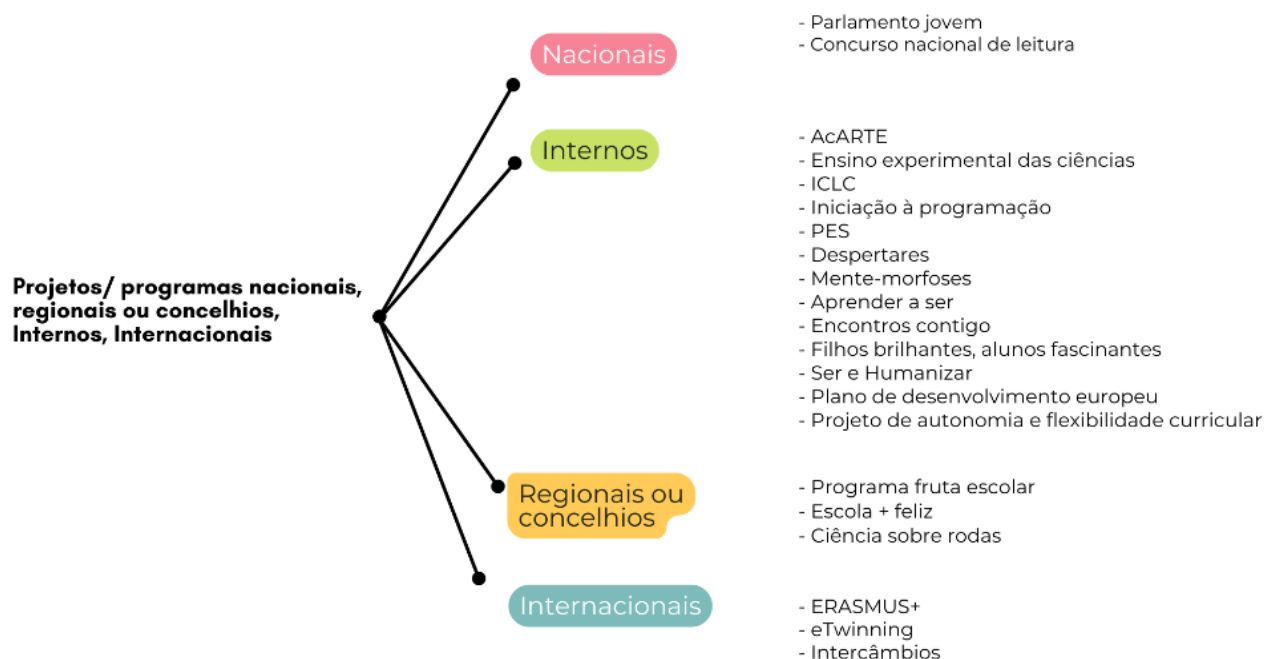 Projetos/ programas nacionais,
regionais ou concelhios,
Internos, Internacionais
Nacionais
- Parlamento jovem
- Concurso nacional de leitura
Internos
- AcARTE
- Ensino experimental das ciências
- ICLC
- Iniciação à programação
- PES
- Despertares
- Mente-morfoses
- Aprender a ser
- Encontros contigo
- Filhos brilhantes, alunos fascinantes
- Ser e Humanizar
- Plano de desenvolvimento europeu
- Projeto de autonomia e flexibilidade curricular
Regionais ou
concelhios
- Programa fruta escolar
- Escola + feliz
- Ciência sobre rodas
Internacionais
- ERASMUS+
- eTwinning
- Intercâmbios